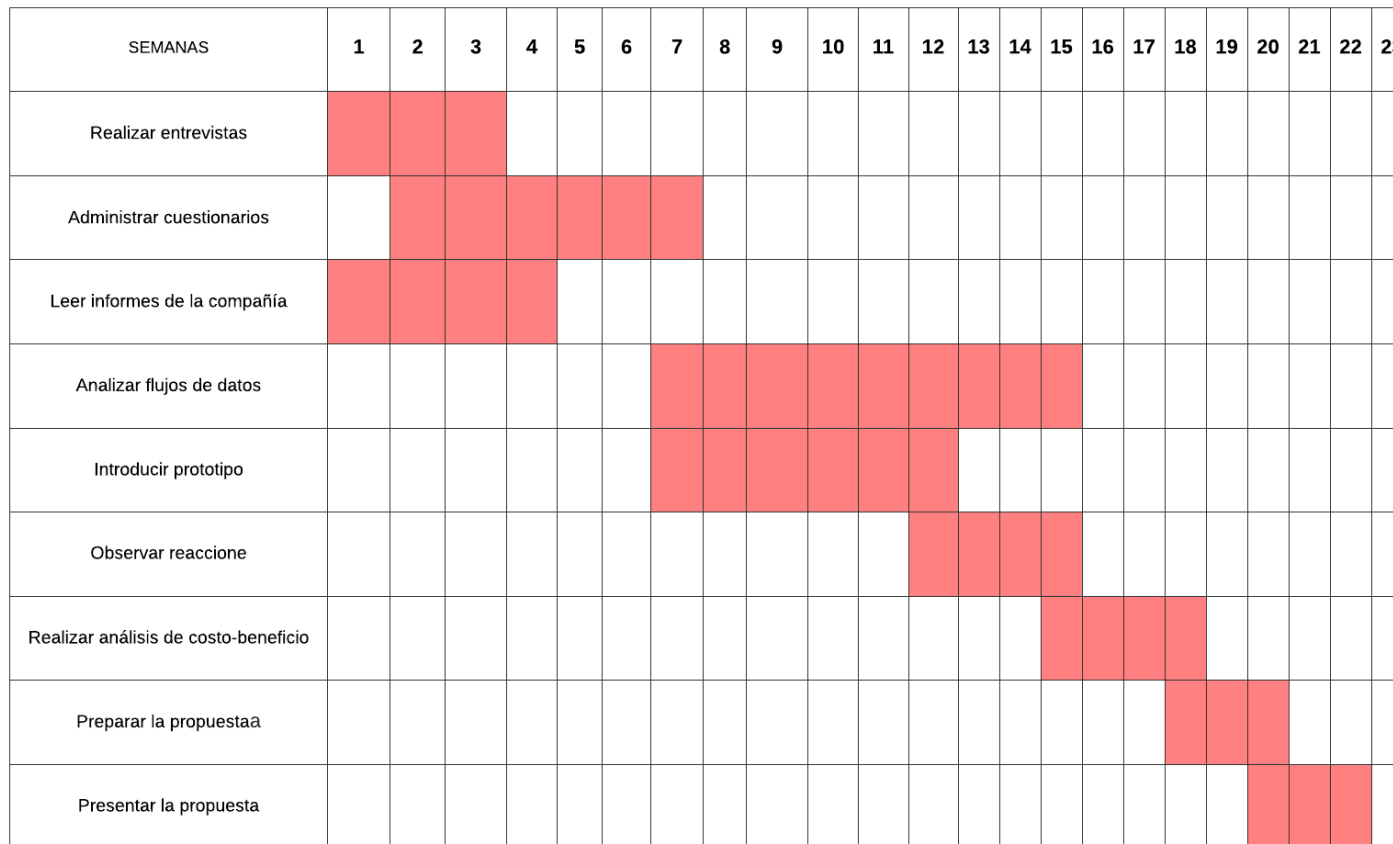 SEMANAS 1 2 3 4 5 6 7 8 9 10 11 12 13 14 15 16 17 18 19 20 21 22
Realizar entrevistas
Administrar cuestionarios
Leer informes de la compañía
Analizar flujos de datos
Introducir prototipo
Observar reaccione
Realizar análisis de costo-beneficio
Preparar la propuestaa
Presentar la propuesta